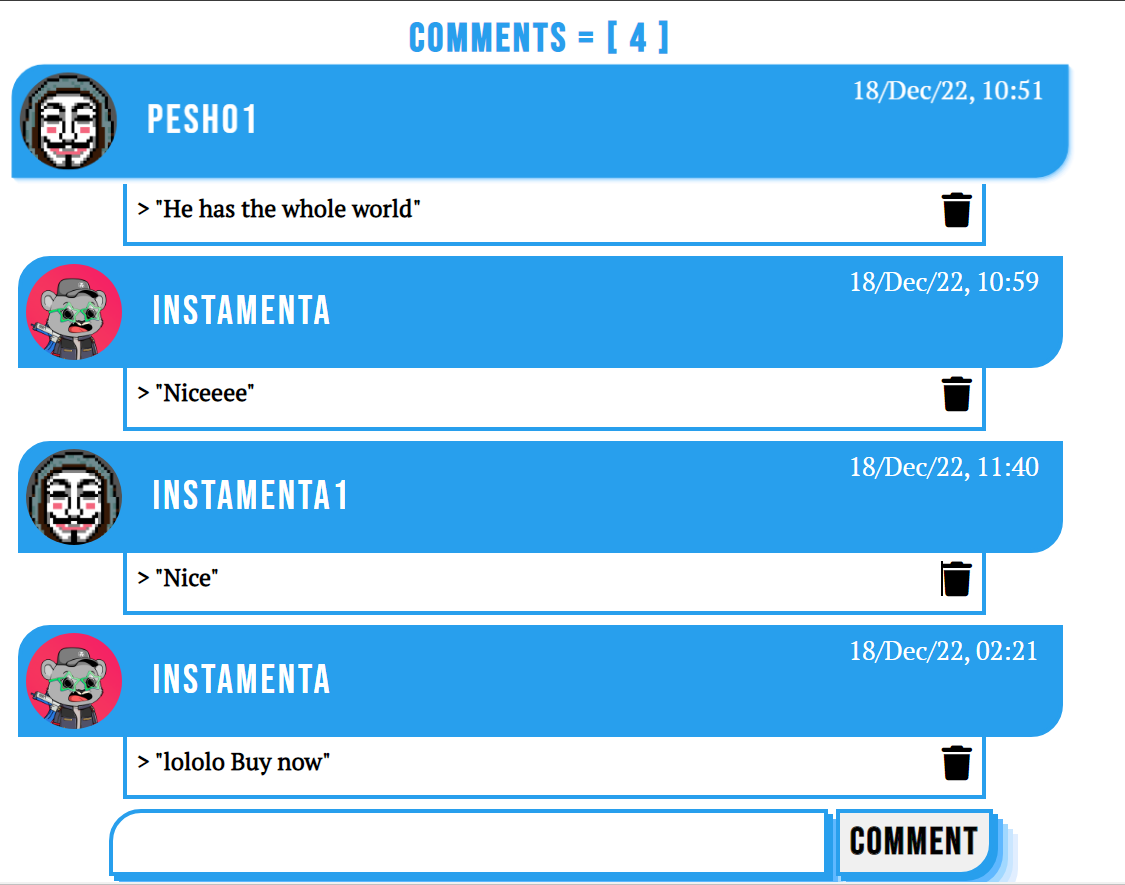 COMMENTS = [ 4 ]
PESHO1
18/Dec/22, 10:51
> "He has the whole world"
INSTAMENTA
18/Dec/22, 10:59
> "Niceeee"
INSTAMENTA1
18/Dec/22, 11:40
> "Nice"
INSTAMENTA
18/Dec/22, 02:21
> "lololo Buy now"
COMMENT